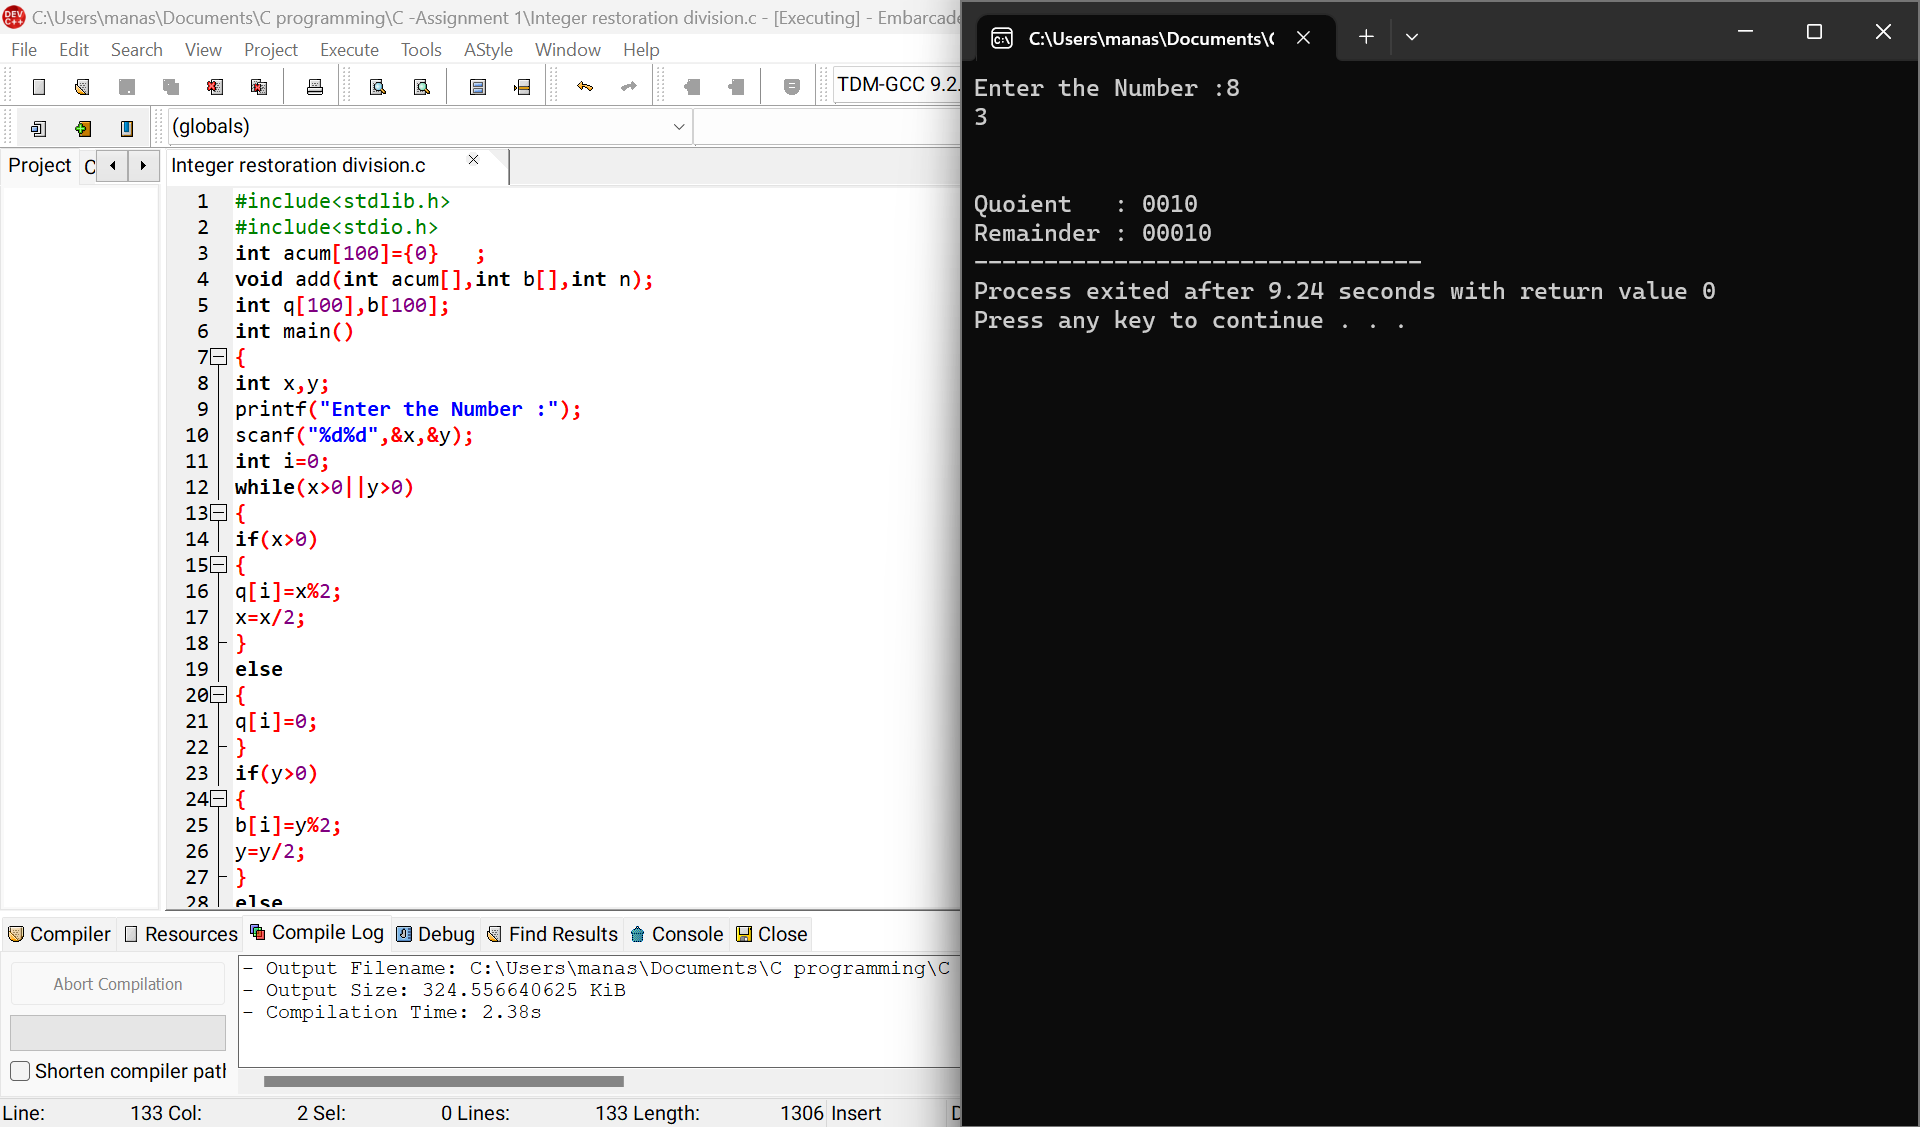 C:\Users\manas\Documents\C programming\C -Assignment 1\Integer restoration division.c - [Executing] - Embarcade
File Edit Search View Project Execute Tools AStyle Window Help
TDM-GCC 9.2.
(globals)
Project C
Integer restoration division.c
1 #include<stdlib.h>
2 #include<stdio.h>
3 int acum[100]={0}   ;
4 void add(int acum[],int b[],int n);
5 int q[100],b[100];
6 int main()
7 {
8 int x,y;
9 printf("Enter the Number :");
10 scanf("%d%d",&x,&y);
11 int i=0;
12 while(x>0||y>0)
13 {
14 if(x>0)
15 {
16 q[i]=x%2;
17 x=x/2;
18 }
19 else
20 {
21 q[i]=0;
22 }
23 if(y>0)
24 {
25 b[i]=y%2;
26 y=y/2;
27 }
28 else
Compiler Resources Compile Log Debug Find Results Console Close
Abort Compilation
Shorten compiler path
- Output Filename: C:\Users\manas\Documents\C programming\C
- Output Size: 324.556640625 KiB
- Compilation Time: 2.38s
Line: 133 Col: 2 Sel: 0 Lines: 133 Length: 1306 Insert D
C:\Users\manas\Documents\C
Enter the Number :8
3
Quoient   : 0010
Remainder : 00010
--------------------------------
Process exited after 9.24 seconds with return value 0
Press any key to continue . . .